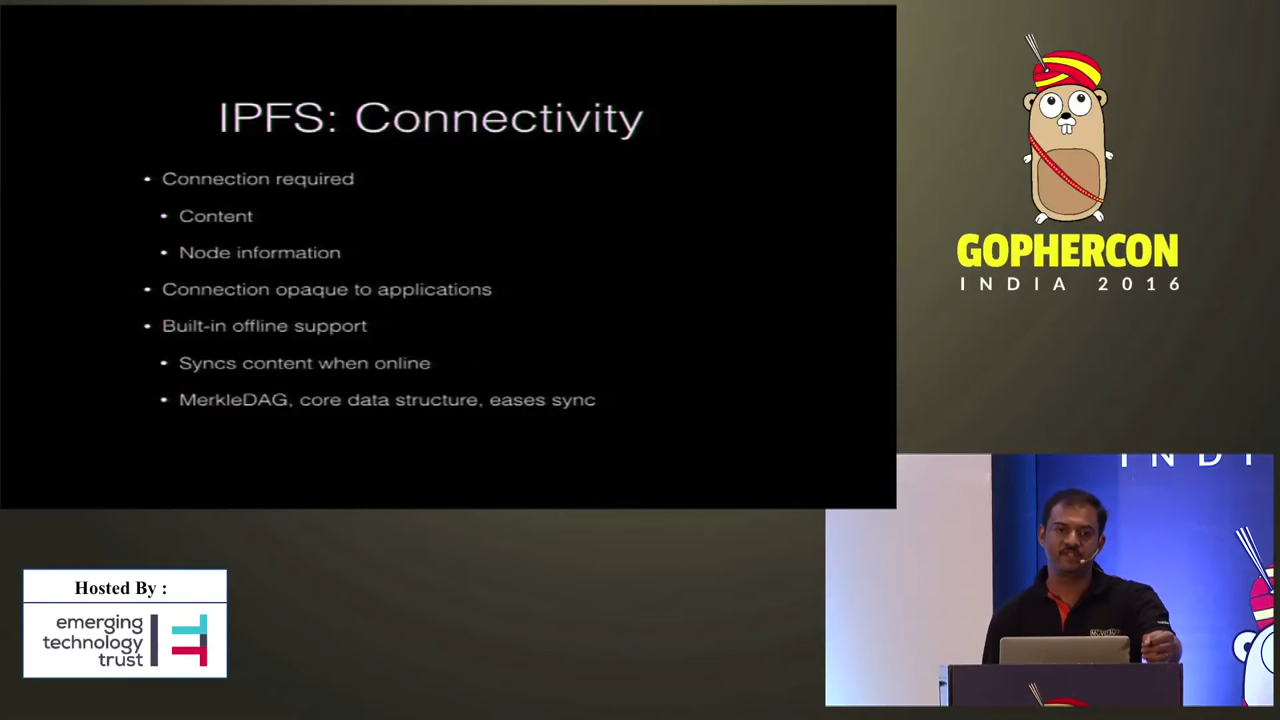 IPFS: Connectivity
• Connection required
• Content
• Node information
• Connection opaque to applications
• Built-in offline support
• Syncs content when online
• MerkleDAG, core data structure, eases sync
GOPHERCON
INDIA 2016
INDI
Hosted By :
emerging
technology
trust